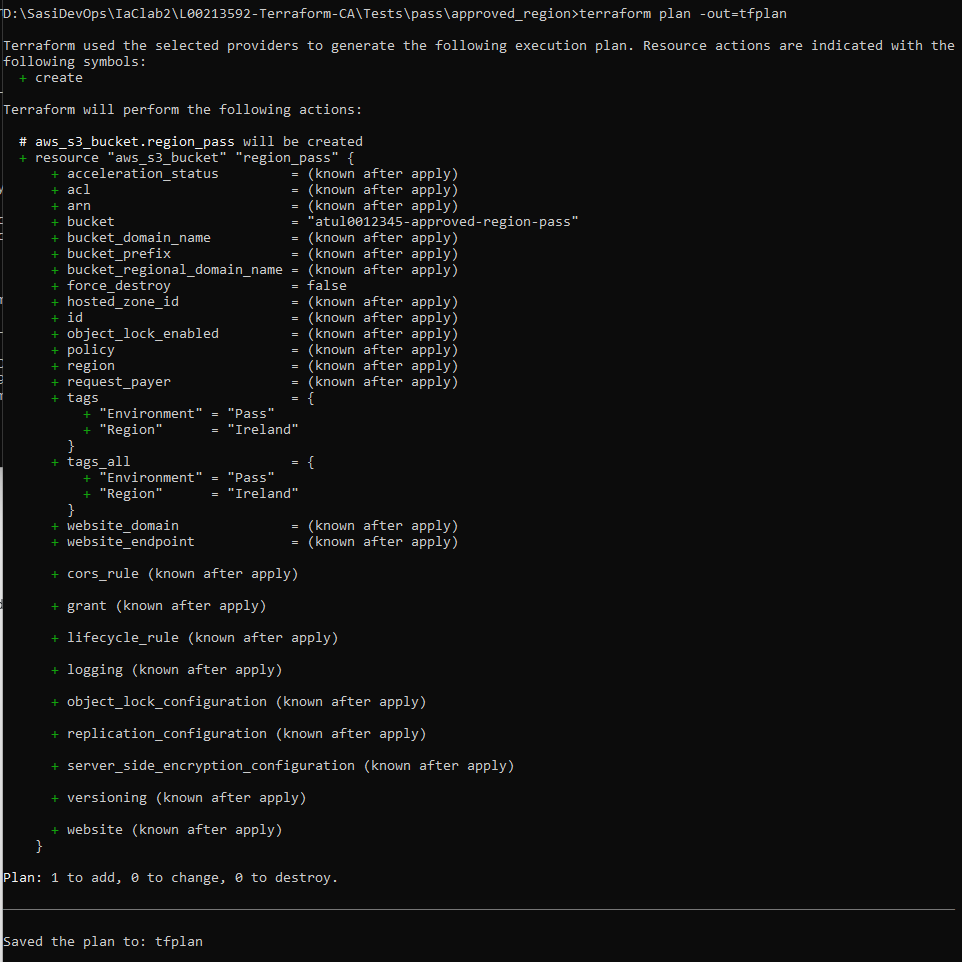 D:\SasiDevOps\IaClab2\L00213592-Terraform-CA\Tests\pass\approved_region>terraform plan -out=tfplan
Terraform used the selected providers to generate the following execution plan. Resource actions are indicated with the
following symbols:
+ create
Terraform will perform the following actions:
# aws_s3_bucket.region_pass will be created
+ resource "aws_s3_bucket" "region_pass" {
+ acceleration_status = (known after apply)
+ acl = (known after apply)
+ arn = (known after apply)
+ bucket = "atul0012345-approved-region-pass"
+ bucket_domain_name = (known after apply)
+ bucket_prefix = (known after apply)
+ bucket_regional_domain_name = (known after apply)
+ force_destroy = false
+ hosted_zone_id = (known after apply)
+ id = (known after apply)
+ object_lock_enabled = (known after apply)
+ policy = (known after apply)
+ region = (known after apply)
+ request_payer = (known after apply)
+ tags = {
+ "Environment" = "Pass"
+ "Region" = "Ireland"
}
+ tags_all = {
+ "Environment" = "Pass"
+ "Region" = "Ireland"
}
+ website_domain = (known after apply)
+ website_endpoint = (known after apply)
+ cors_rule (known after apply)
+ grant (known after apply)
+ lifecycle_rule (known after apply)
+ logging (known after apply)
+ object_lock_configuration (known after apply)
+ replication_configuration (known after apply)
+ server_side_encryption_configuration (known after apply)
+ versioning (known after apply)
+ website (known after apply)
}
Plan: 1 to add, 0 to change, 0 to destroy.
Saved the plan to: tfplan